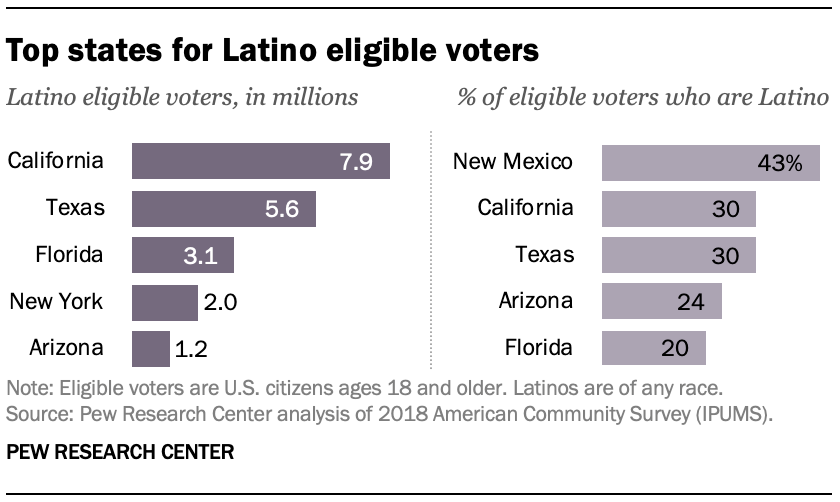 Top states for Latino eligible voters
Latino eligible voters, in millions
California 7.9
Texas 5.6
Florida 3.1
New York 2.0
Arizona 1.2
% of eligible voters who are Latino
New Mexico 43%
California 30
Texas 30
Arizona 24
Florida 20
Note: Eligible voters are U.S. citizens ages 18 and older. Latinos are of any race.
Source: Pew Research Center analysis of 2018 American Community Survey (IPUMS).
PEW RESEARCH CENTER